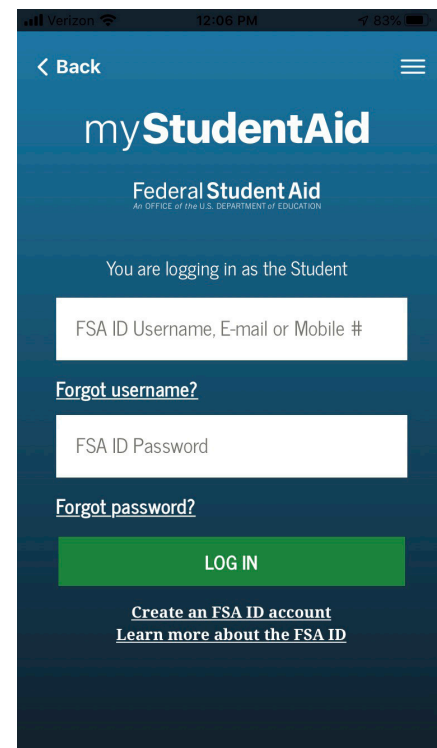 Verizon 12:06 PM 83%
Back
myStudentAid
Federal Student Aid
An OFFICE of the U.S. DEPARTMENT of EDUCATION
You are logging in as the Student
FSA ID Username, E-mail or Mobile #
Forgot username?
FSA ID Password
Forgot password?
LOG IN
Create an FSA ID account
Learn more about the FSA ID